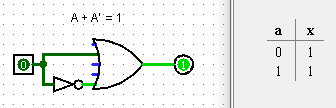 A + A' = 1
0 1
a x
0 1
1 1